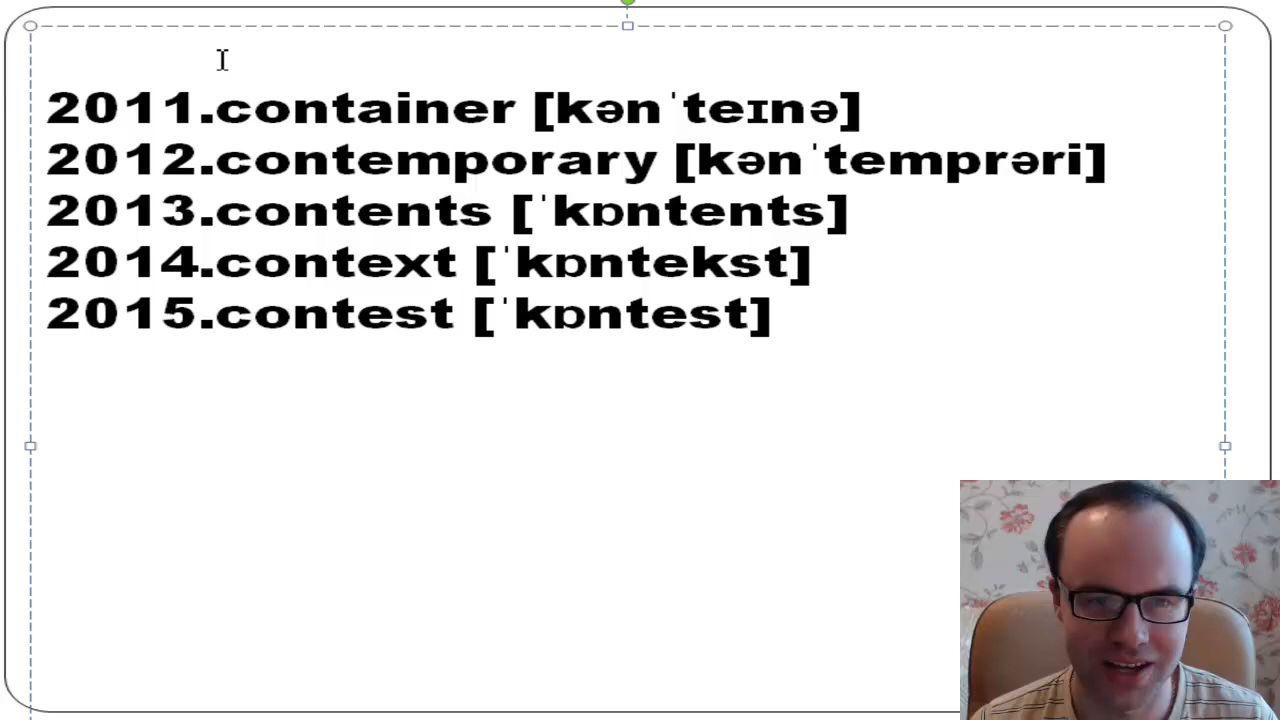 2011.container [kənˈteɪnə]
2012.contemporary [kənˈtemprəri]
2013.contents [ˈkɒntents]
2014.context [ˈkɒntekst]
2015.contest [ˈkɒntest]